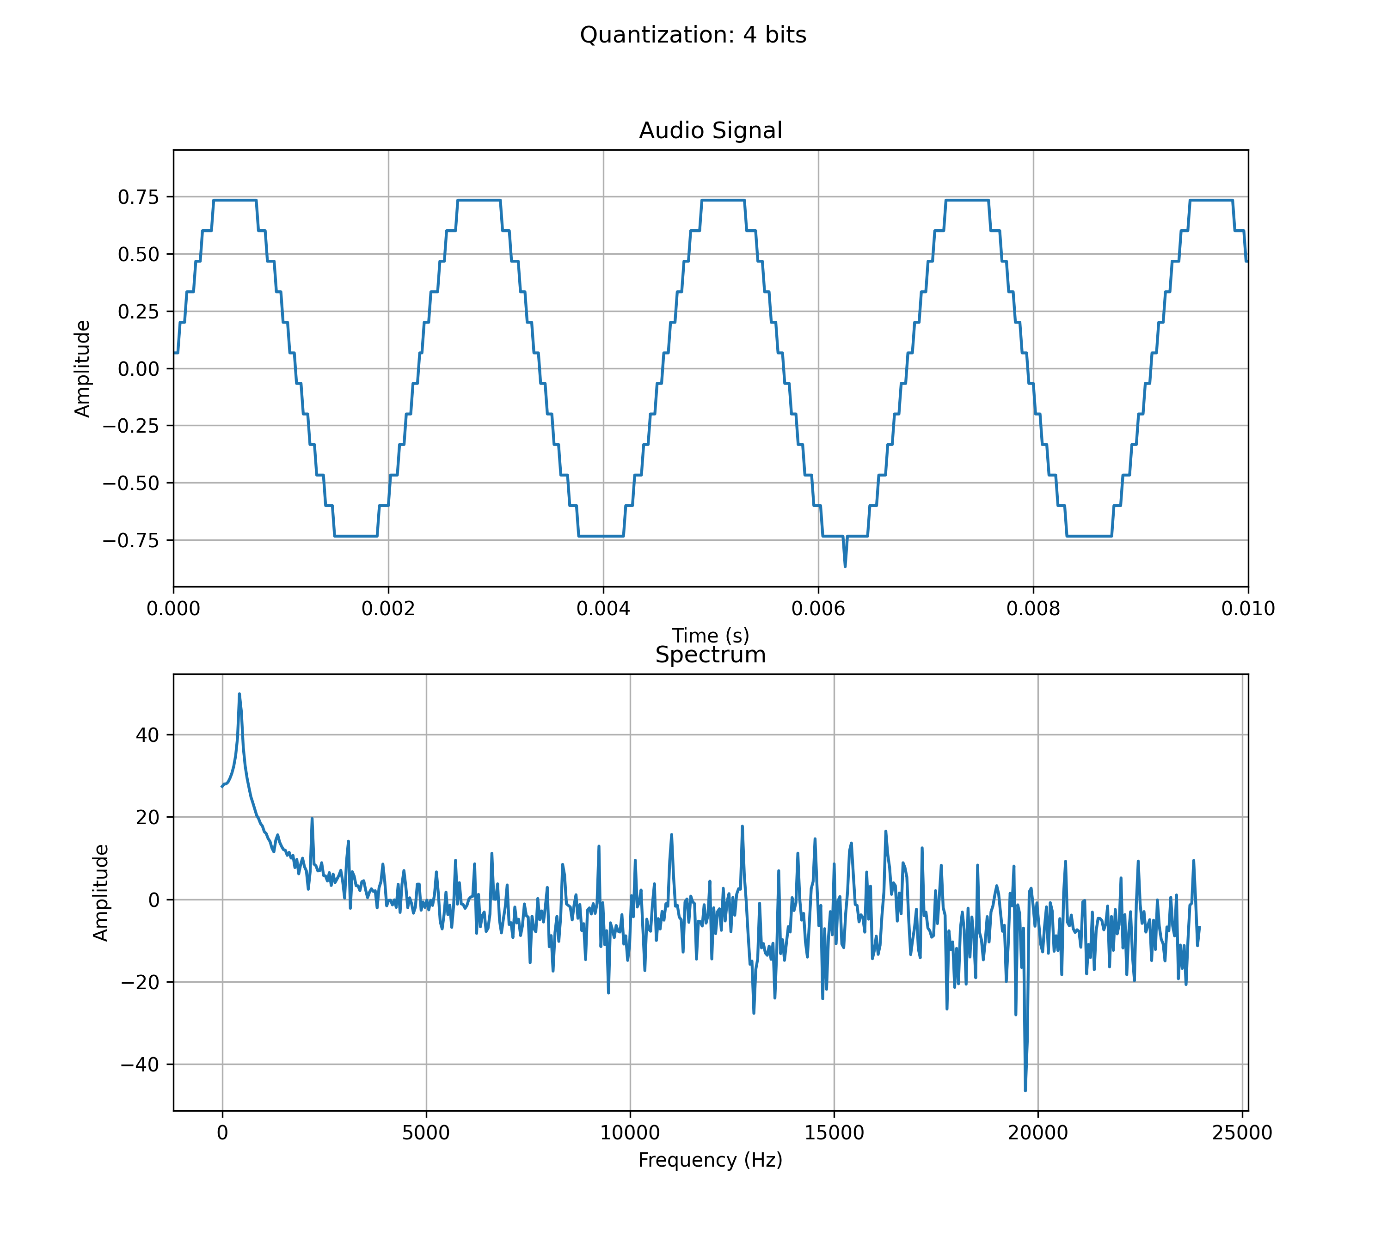 Quantization: 4 bits
Audio Signal
0.75
0.50
0.25
0.00
−0.25
−0.50
−0.75
Amplitude
0.000 0.002 0.004 0.006 0.008 0.010
Time (s)
Spectrum
40
20
0
−20
−40
Amplitude
0 5000 10000 15000 20000 25000
Frequency (Hz)